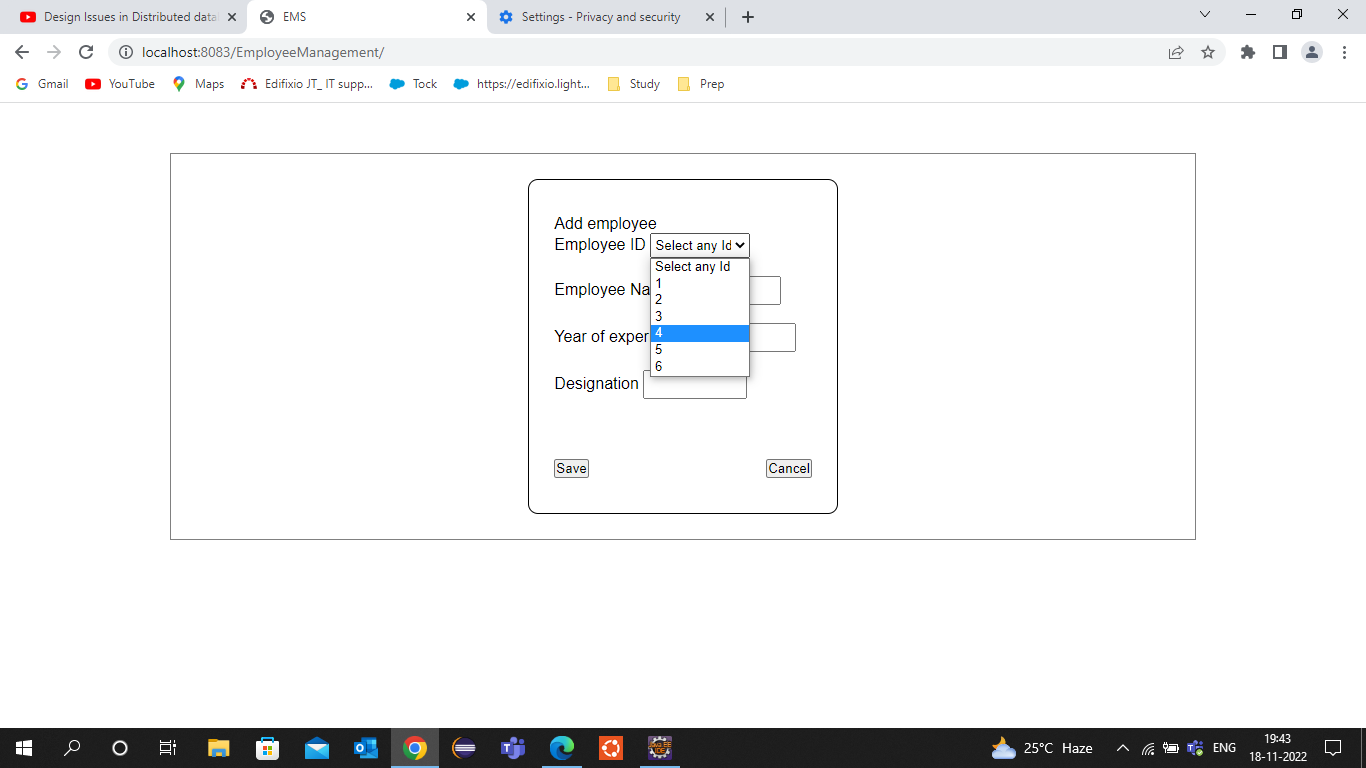 Design Issues in Distributed data
EMS
Settings - Privacy and security
localhost:8083/EmployeeManagement/
Gmail
YouTube
Maps
Edifixio JT_ IT supp...
Tock
https://edifixio.light...
Study
Prep
Add employee
Employee ID Select any Id
Select any Id
1
2
3
4
5
6
Employee Na
Year of exper
Designation
Save
Cancel
25°C Haze
ENG
19:43
18-11-2022